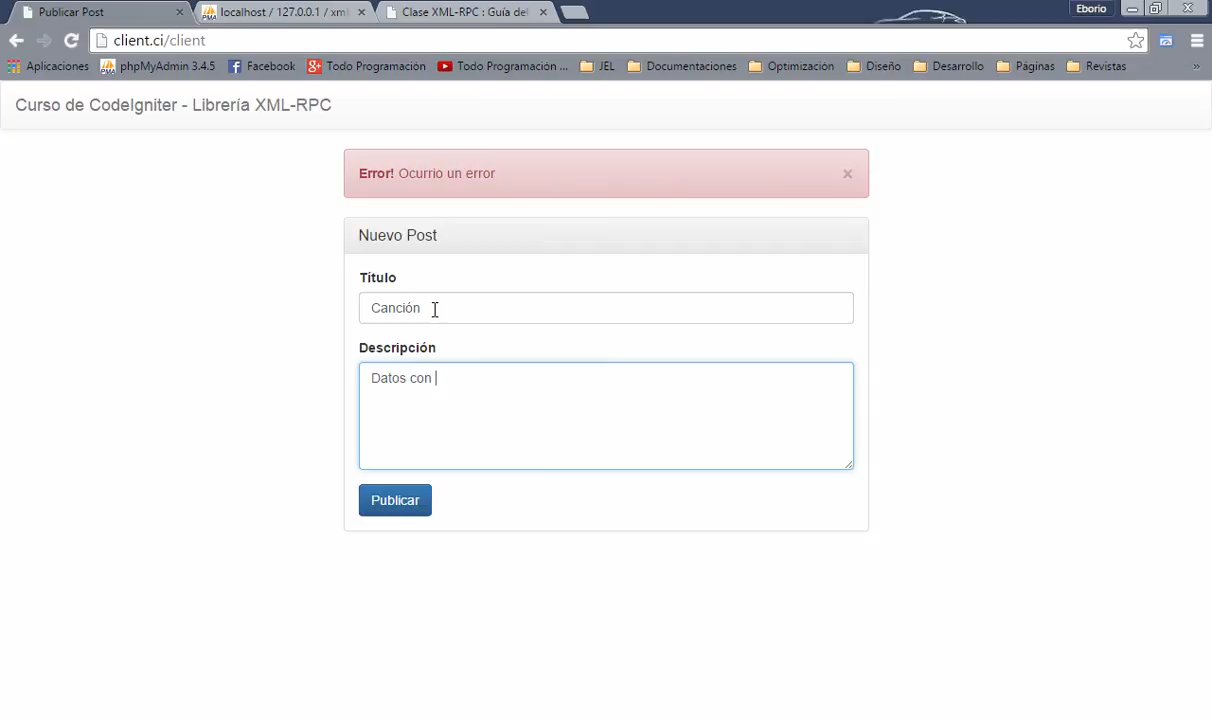 Publicar Post
localhost / 127.0.0.1 / xml
Clase XML-RPC : Guía del
Eborio
client.ci/client
Aplicaciones
phpMyAdmin 3.4.5
Facebook
Todo Programación
Todo Programación ...
JEL
Documentaciones
Optimización
Diseño
Desarrollo
Páginas
Revistas
»
Curso de CodeIgniter - Librería XML-RPC
Error! Ocurrio un error ×
Nuevo Post
Título
Canción
Descripción
Datos con
Publicar